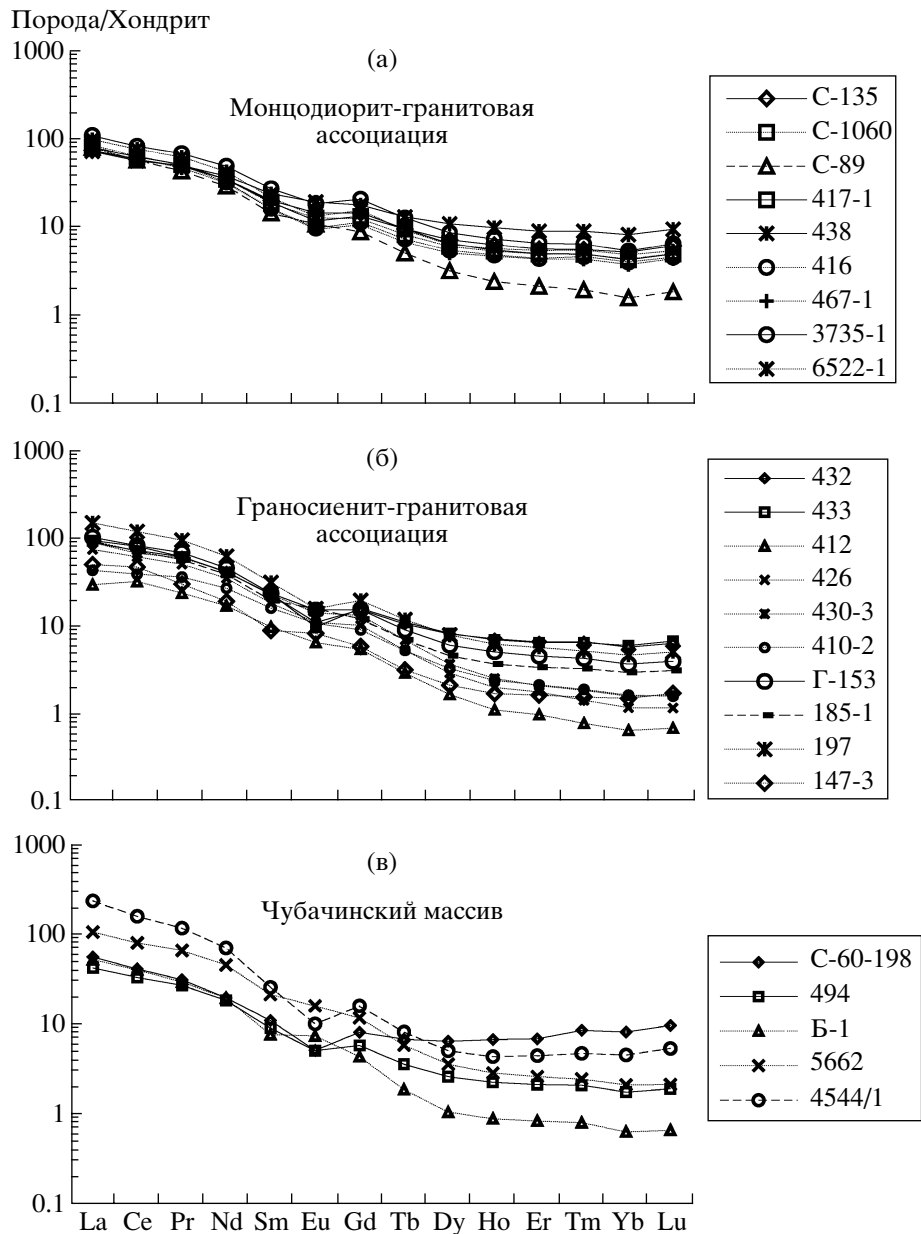 Порода/Хондрит
1000
100
10
1
0.1
(а)
Монцодиорит-гранитовая
ассоциация
С-135
С-1060
С-89
417-1
438
416
467-1
3735-1
6522-1
1000
100
10
1
0.1
(б)
Граносиенит-гранитовая
ассоциация
432
433
412
426
430-3
410-2
Г-153
185-1
197
147-3
1000
100
10
1
0.1
(в)
Чубачинский массив
С-60-198
494
Б-1
5662
4544/1
La Ce Pr Nd Sm Eu Gd Tb Dy Ho Er Tm Yb Lu